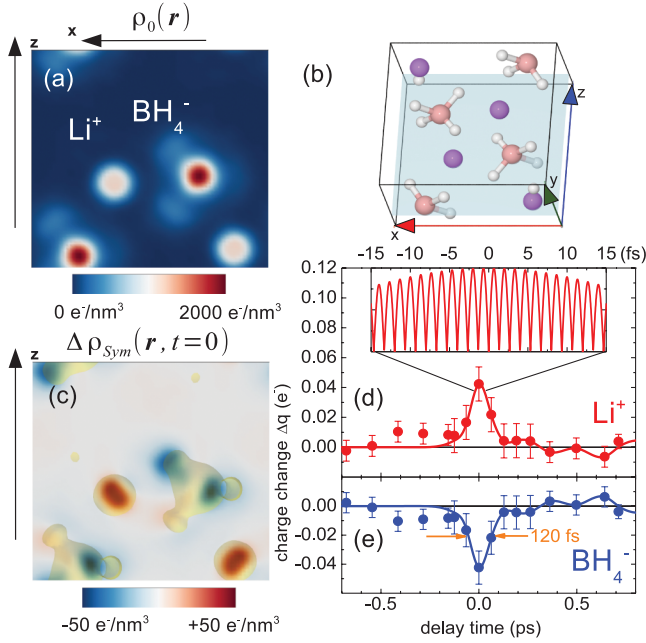 ρ₀(r)
z
x
(a)
Li⁺
BH₄⁻
0 e⁻/nm³
2000 e⁻/nm³
(b)
z
y
x
Δρ_Sym(r, t=0)
z
(c)
-50 e⁻/nm³
+50 e⁻/nm³
-15 -10 -5 0 5 10 15 (fs)
0.12
0.10
0.08
0.06
0.04
0.02
0.00
(d)
Li⁺
charge change Δq (e⁻)
0.00
-0.02
-0.04
(e)
120 fs
BH₄⁻
-0.5 0.0 0.5
delay time (ps)